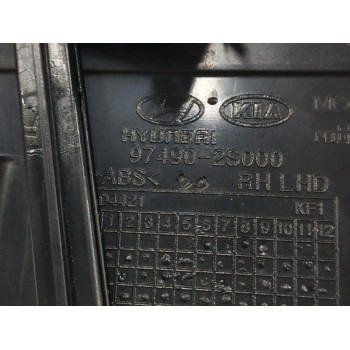 KIA MO
HYUNDAI
97490-2S000
>ABS< RH LHD
KF1
1 2 3 4 5 6 7 8 9 10 11 12